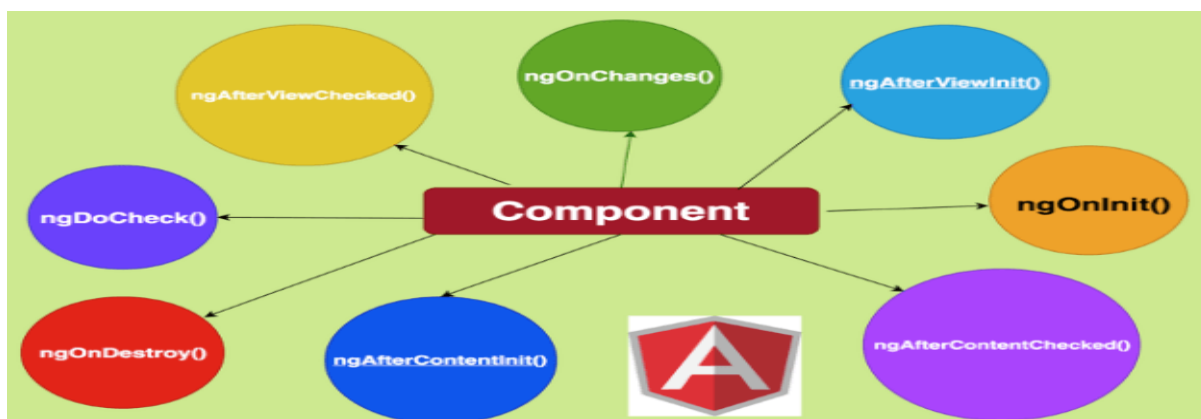 ngAfterViewChecked()
ngOnChanges()
ngAfterViewInit()
ngDoCheck()
Component
ngOnInit()
ngOnDestroy()
ngAfterContentInit()
ngAfterContentChecked()
A